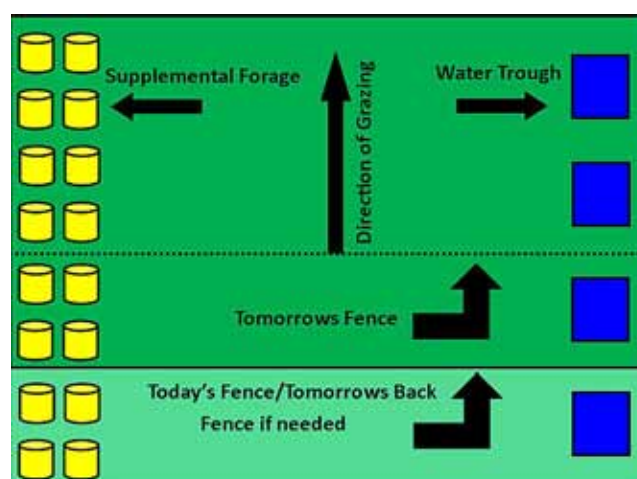 Supplemental Forage
Water Trough
Direction of Grazing
Tomorrows Fence
Today's Fence/Tomorrows Back
Fence if needed